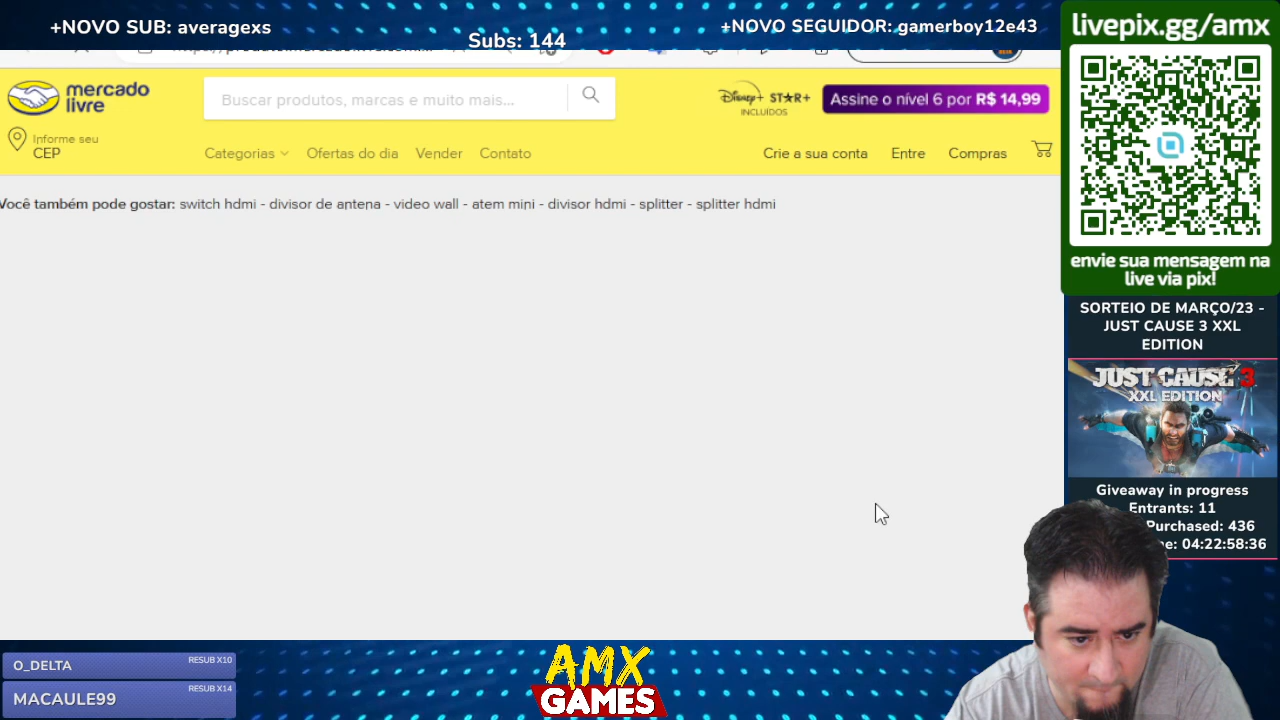 +NOVO SUB: averagexs
Subs: 144
+NOVO SEGUIDOR: gamerboy12e43
livepix.gg/amx
envie sua mensagem na
live via pix!
mercado
livre
Buscar produtos, marcas e muito mais...
Disney+ STAR+
INCLUÍDOS
Assine o nível 6 por R$ 14,99
Informe seu
CEP
Categorias
Ofertas do dia
Vender
Contato
Crie a sua conta
Entre
Compras
Você também pode gostar: switch hdmi - divisor de antena - video wall - atem mini - divisor hdmi - splitter - splitter hdmi
SORTEIO DE MARÇO/23 -
JUST CAUSE 3 XXL
EDITION
JUST CAUSE 3
XXL EDITION
Giveaway in progress
Entrants: 11
Purchased: 436
04:22:58:36
O_DELTA
RESUB X10
MACAULE99
RESUB X14
AMX
GAMES